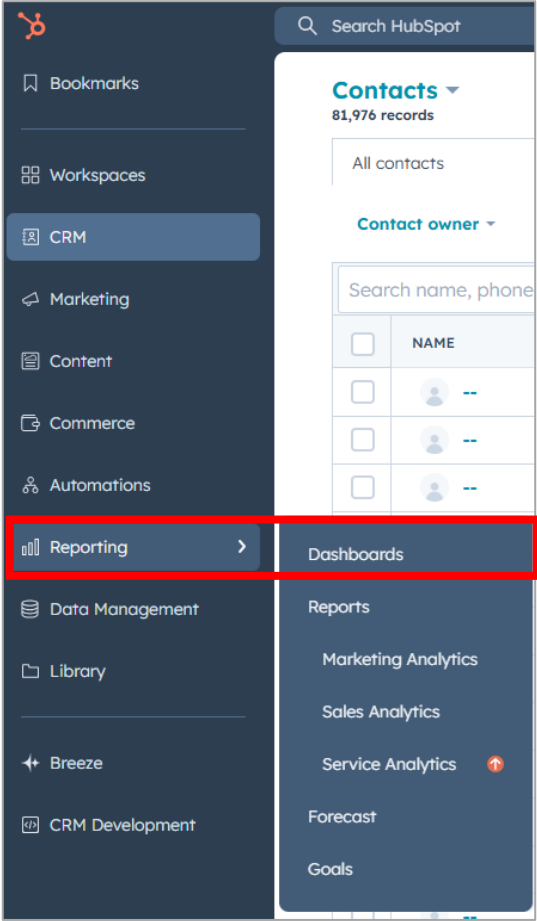 Search HubSpot
Bookmarks
Workspaces
CRM
Marketing
Content
Commerce
Automations
Reporting
Data Management
Library
Breeze
CRM Development
Contacts
81,976 records
All contacts
Contact owner
Search name, phone
NAME
--
--
--
Dashboards
Reports
Marketing Analytics
Sales Analytics
Service Analytics
Forecast
Goals
--